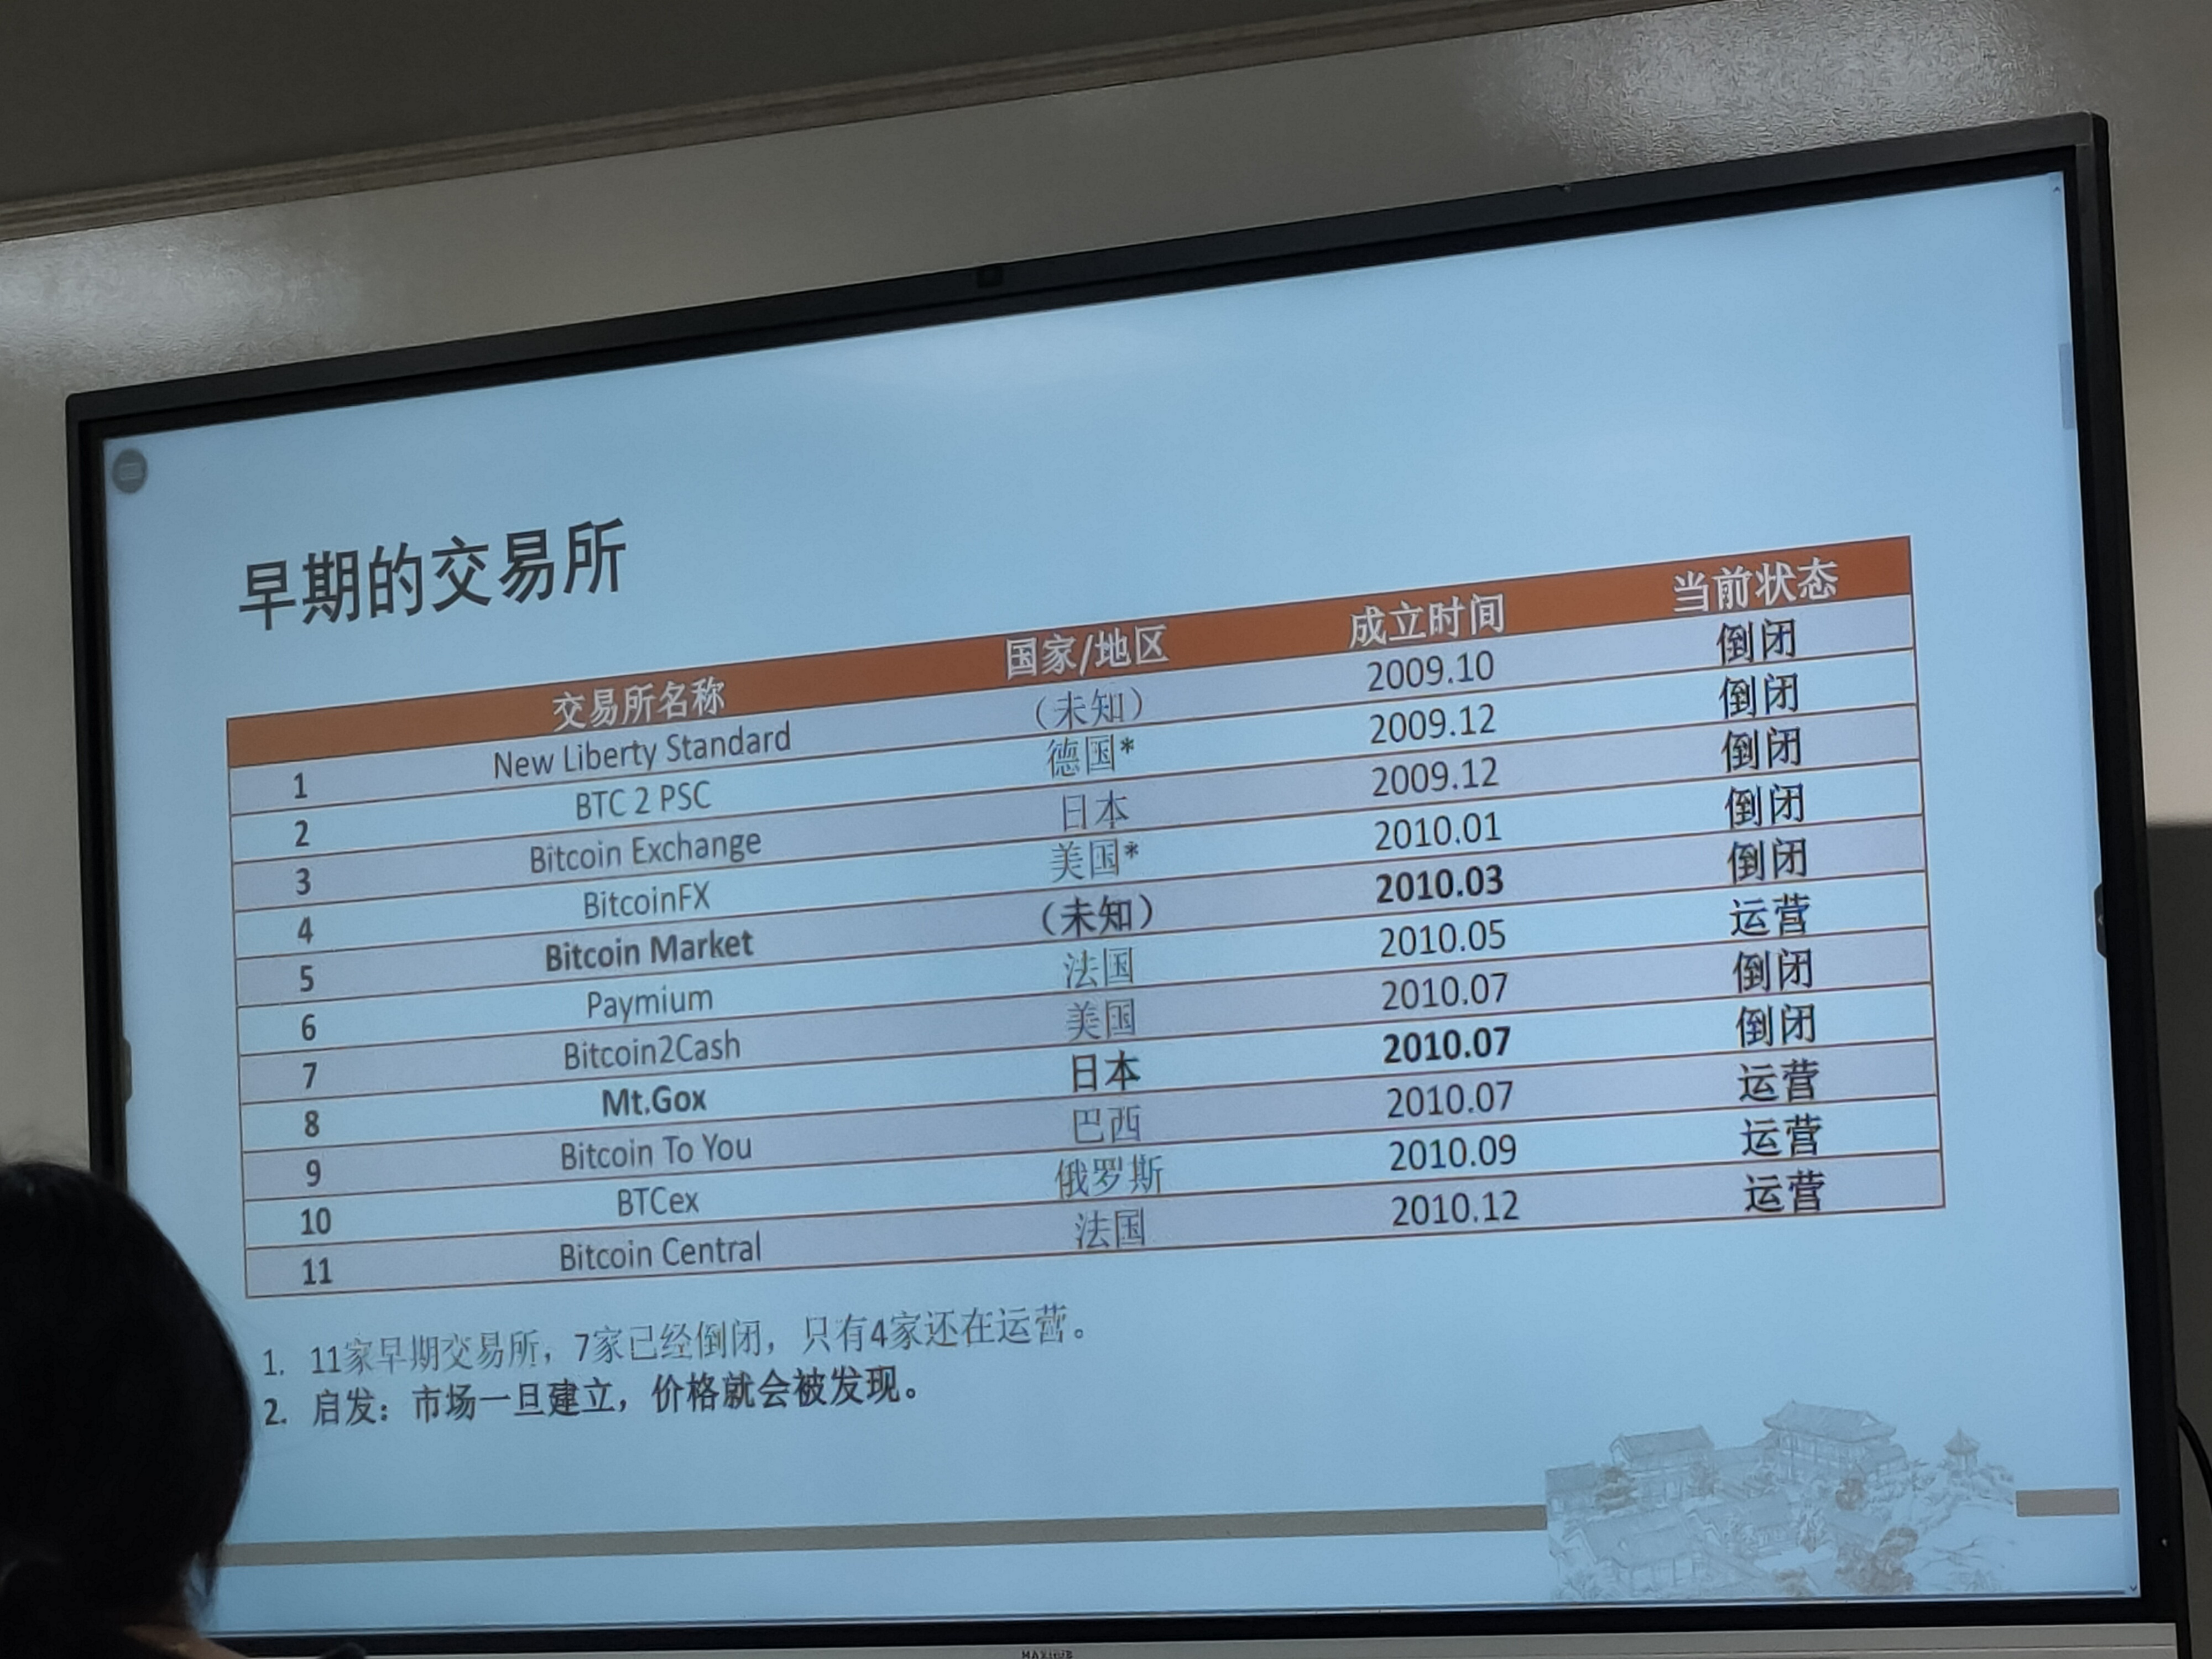 早期的交易所
交易所名称 国家/地区 成立时间 当前状态
1 New Liberty Standard （未知） 2009.10 倒闭
2 BTC 2 PSC 德国* 2009.12 倒闭
3 Bitcoin Exchange 日本 2009.12 倒闭
4 BitcoinFX 美国* 2010.01 倒闭
5 Bitcoin Market （未知） 2010.03 倒闭
6 Paymium 法国 2010.05 运营
7 Bitcoin2Cash 美国 2010.07 倒闭
8 Mt.Gox 日本 2010.07 倒闭
9 Bitcoin To You 巴西 2010.07 运营
10 BTCex 俄罗斯 2010.09 运营
11 Bitcoin Central 法国 2010.12 运营
1. 11家早期交易所，7家已经倒闭，只有4家还在运营。
2. 启发：市场一旦建立，价格就会被发现。